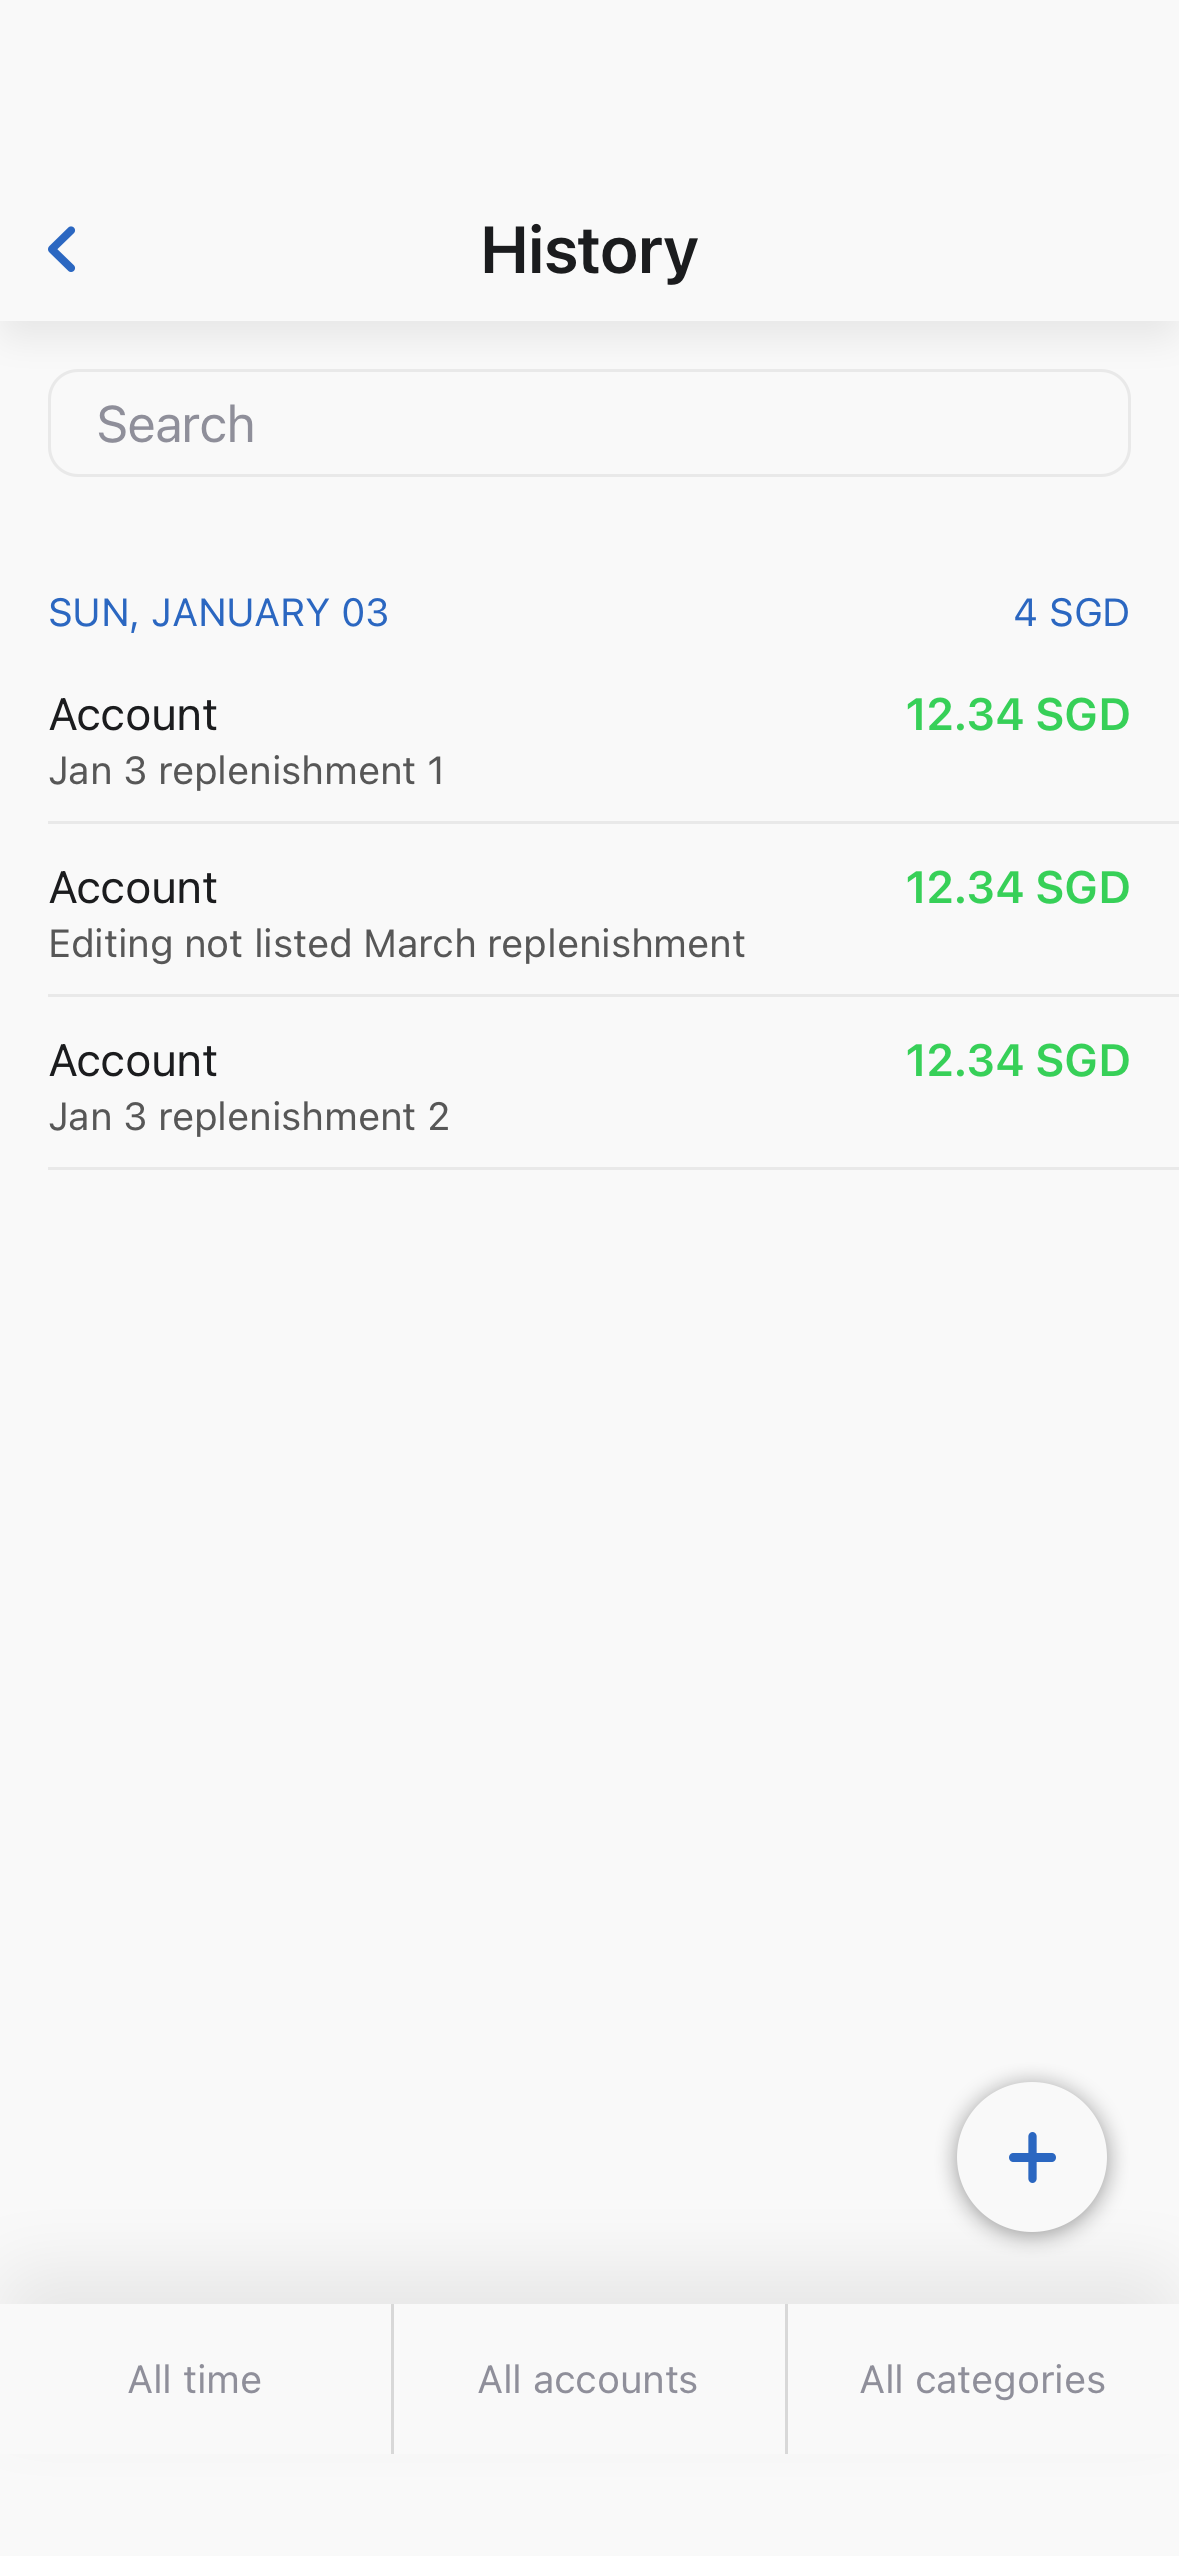 History
Search
SUN, JANUARY 03 4 SGD
Account 12.34 SGD
Jan 3 replenishment 1
Account 12.34 SGD
Editing not listed March replenishment
Account 12.34 SGD
Jan 3 replenishment 2
All time All accounts All categories